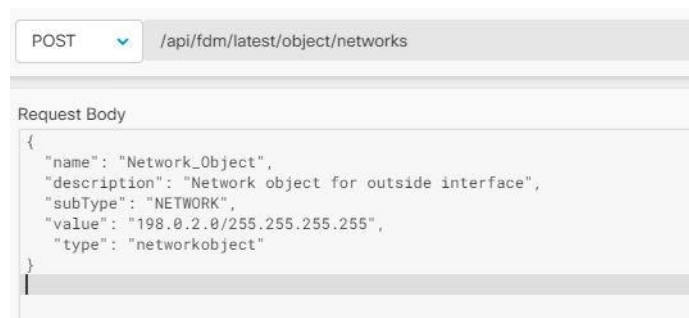 POST /api/fdm/latest/object/networks
Request Body
{
"name": "Network_Object",
"description": "Network object for outside interface",
"subType": "NETWORK",
"value": "198.0.2.0/255.255.255.255",
"type": "networkobject"
}